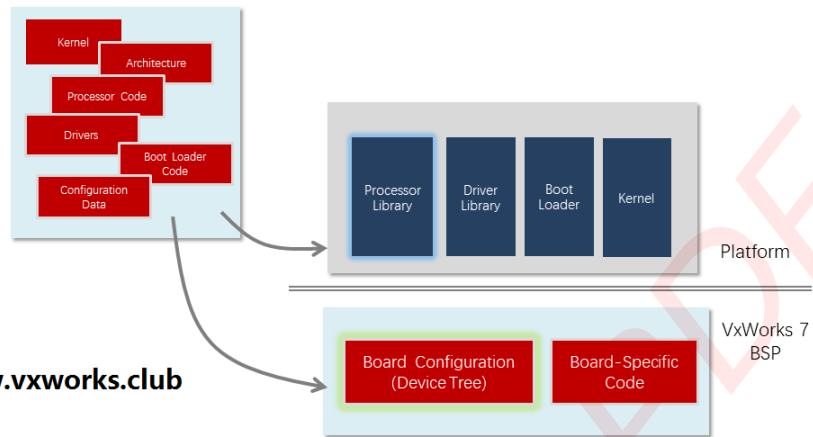 Kernel
Architecture
Processor Code
Drivers
Boot Loader
Code
Configuration
Data
Processor
Library
Driver
Library
Boot
Loader
Kernel
Platform
VxWorks 7
BSP
Board Configuration
(Device Tree)
Board-Specific
Code
.vxworks.club
PDF